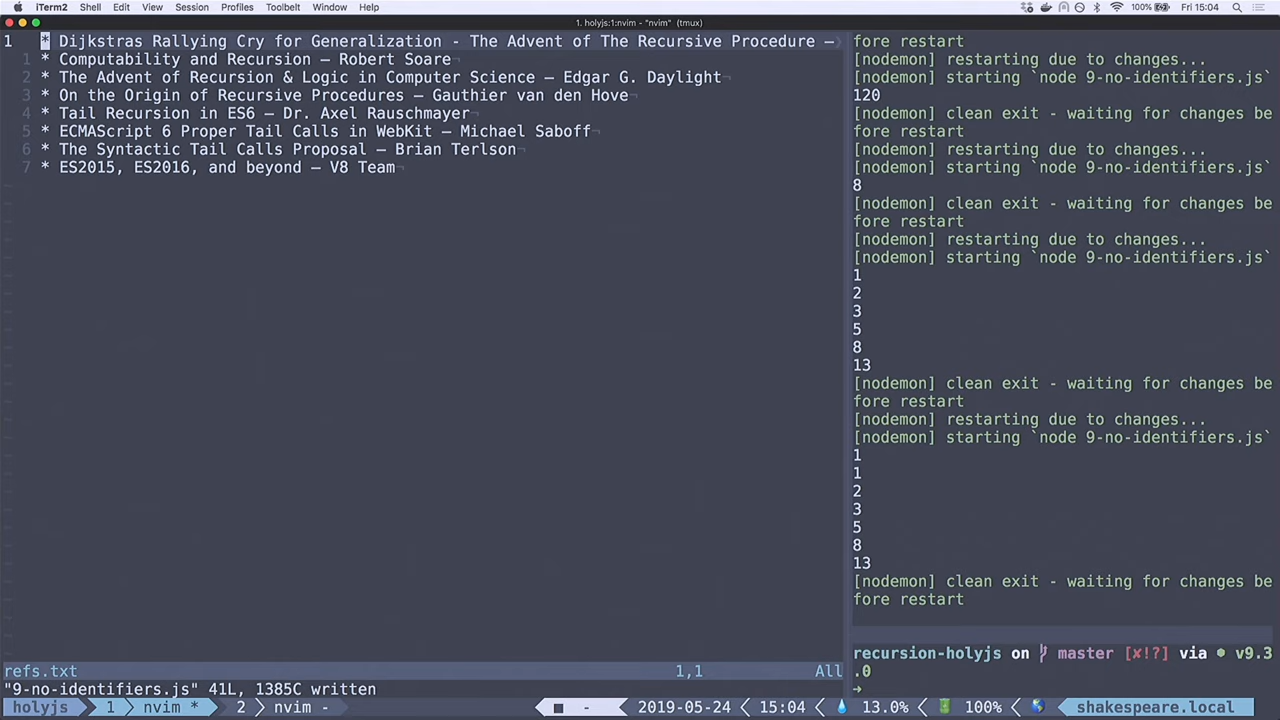 iTerm2 Shell Edit View Session Profiles Toolbelt Window Help 100% Fri 15:04
1. holyjs:1:nvim - "nvim" (tmux)
1 * Dijkstras Rallying Cry for Generalization - The Advent of The Recursive Procedure —
1 * Computability and Recursion — Robert Soare
2 * The Advent of Recursion & Logic in Computer Science — Edgar G. Daylight
3 * On the Origin of Recursive Procedures — Gauthier van den Hove
4 * Tail Recursion in ES6 — Dr. Axel Rauschmayer
5 * ECMAScript 6 Proper Tail Calls in WebKit — Michael Saboff
6 * The Syntactic Tail Calls Proposal — Brian Terlson
7 * ES2015, ES2016, and beyond — V8 Team
refs.txt 1,1 All
"9-no-identifiers.js" 41L, 1385C written
fore restart
[nodemon] restarting due to changes...
[nodemon] starting `node 9-no-identifiers.js`
120
[nodemon] clean exit - waiting for changes be
fore restart
[nodemon] restarting due to changes...
[nodemon] starting `node 9-no-identifiers.js`
8
[nodemon] clean exit - waiting for changes be
fore restart
[nodemon] restarting due to changes...
[nodemon] starting `node 9-no-identifiers.js`
1
2
3
5
8
13
[nodemon] clean exit - waiting for changes be
fore restart
[nodemon] restarting due to changes...
[nodemon] starting `node 9-no-identifiers.js`
1
1
2
3
5
8
13
[nodemon] clean exit - waiting for changes be
fore restart
recursion-holyjs on master [✘!?] via v9.3
.0
→
holyjs 1 nvim * 2 nvim - - 2019-05-24 15:04 13.0% 100% shakespeare.local